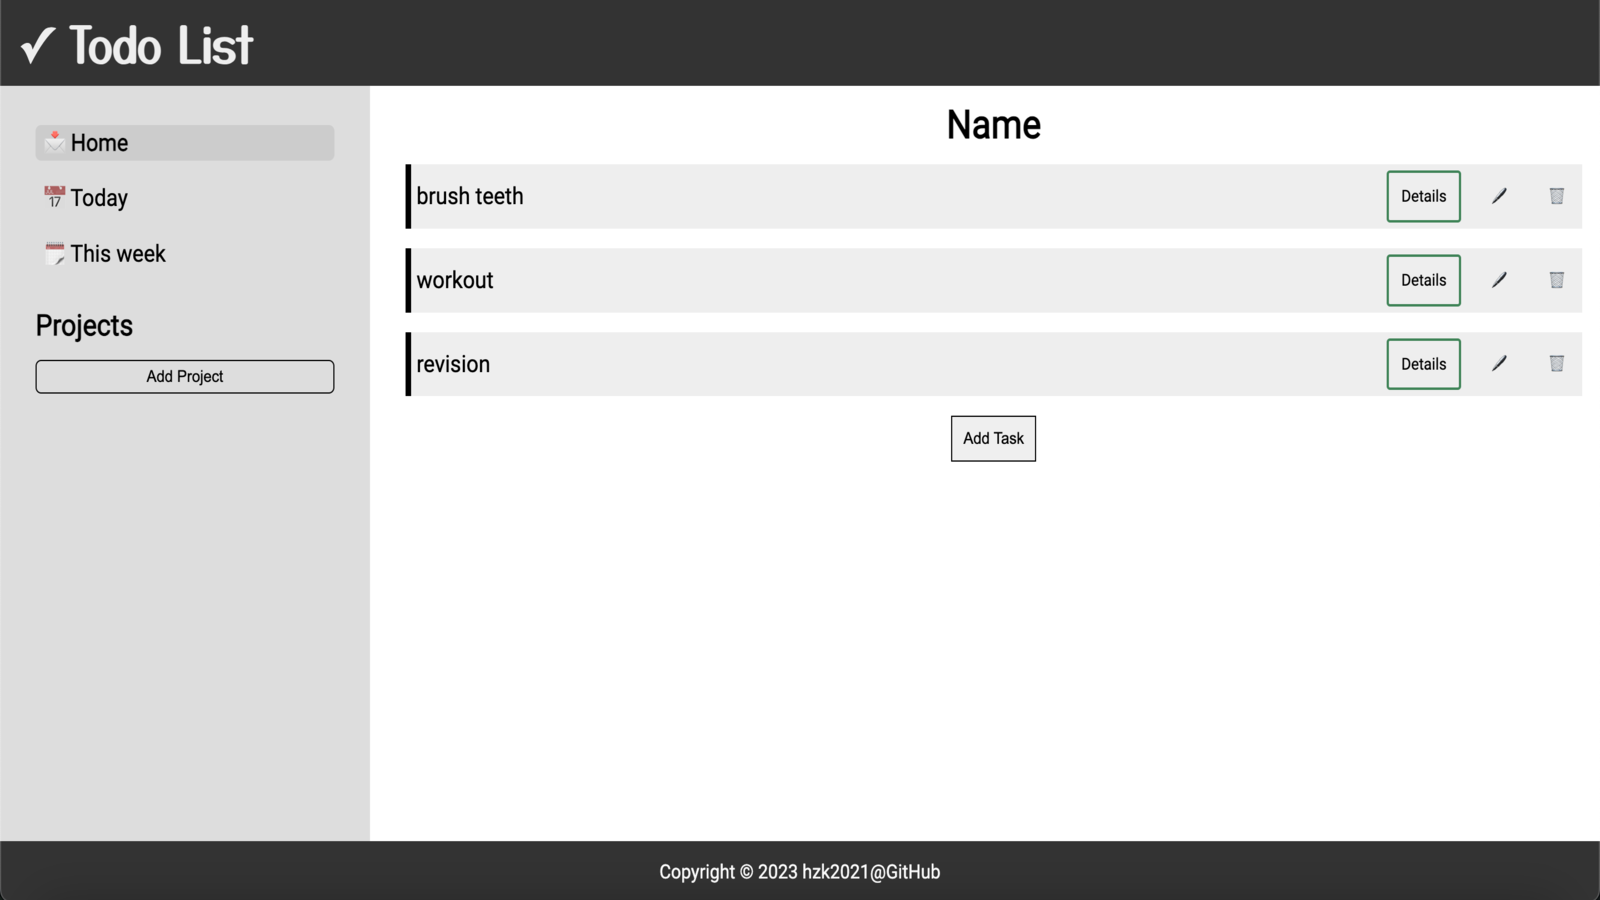 ✓ Todo List
Home
17 Today
This week
Projects
Add Project
Name
brush teeth Details
workout Details
revision Details
Add Task
Copyright © 2023 hzk2021@GitHub